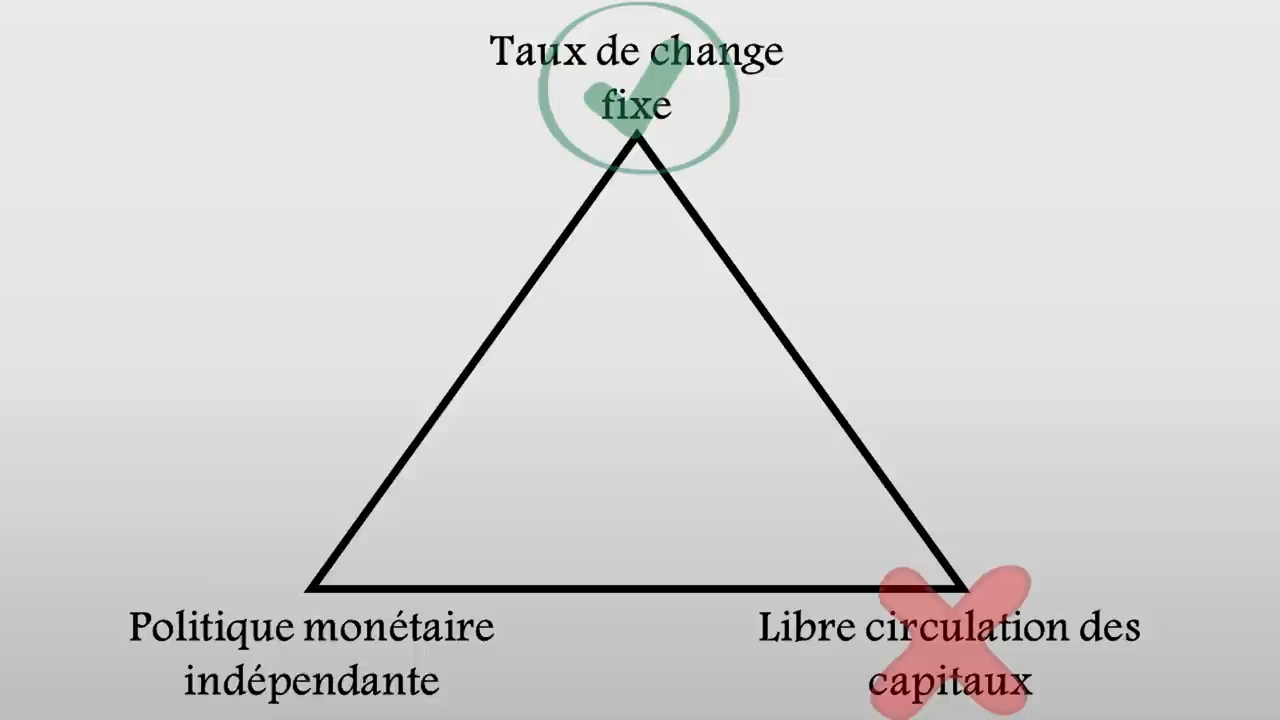 Taux de change
fixe
Politique monétaire
indépendante
Libre circulation des
capitaux